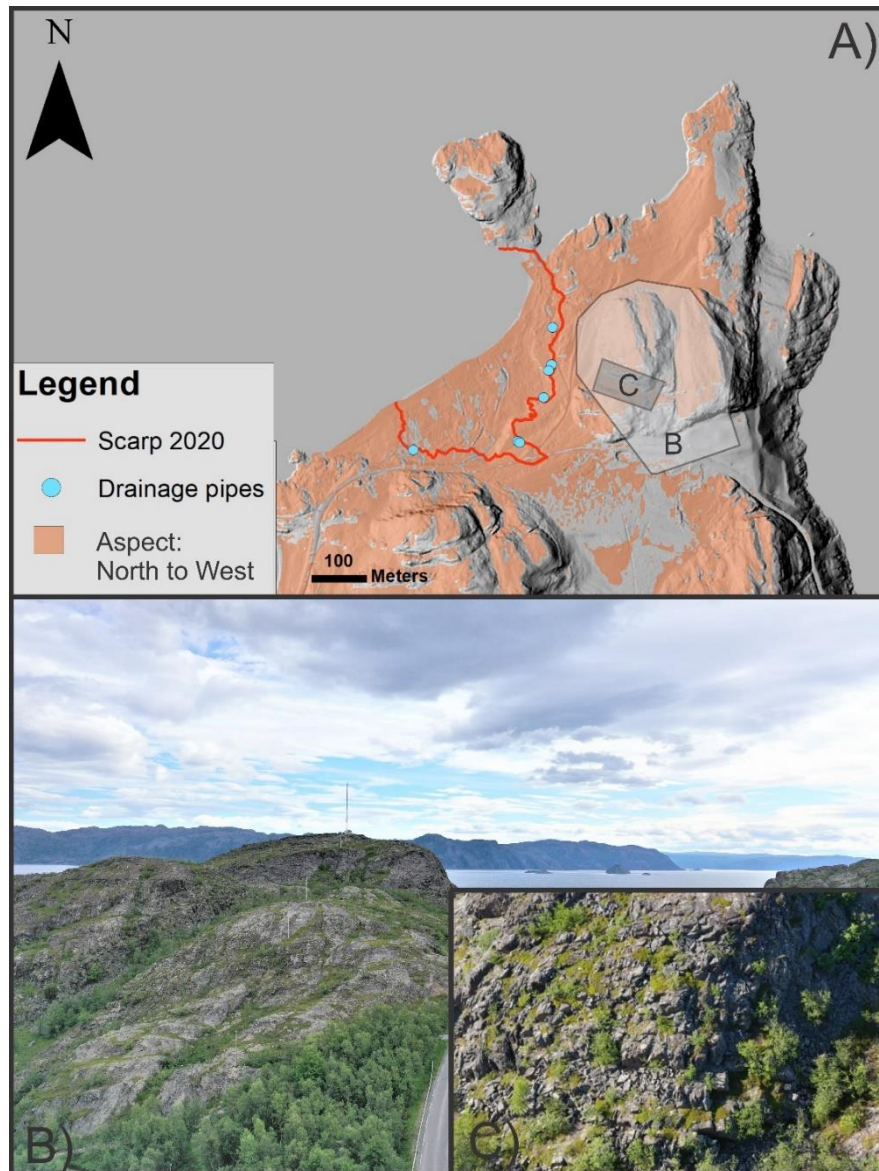 N
A)
C
B
Legend
Scarp 2020
Drainage pipes
Aspect:
North to West
100
Meters
B)
C)